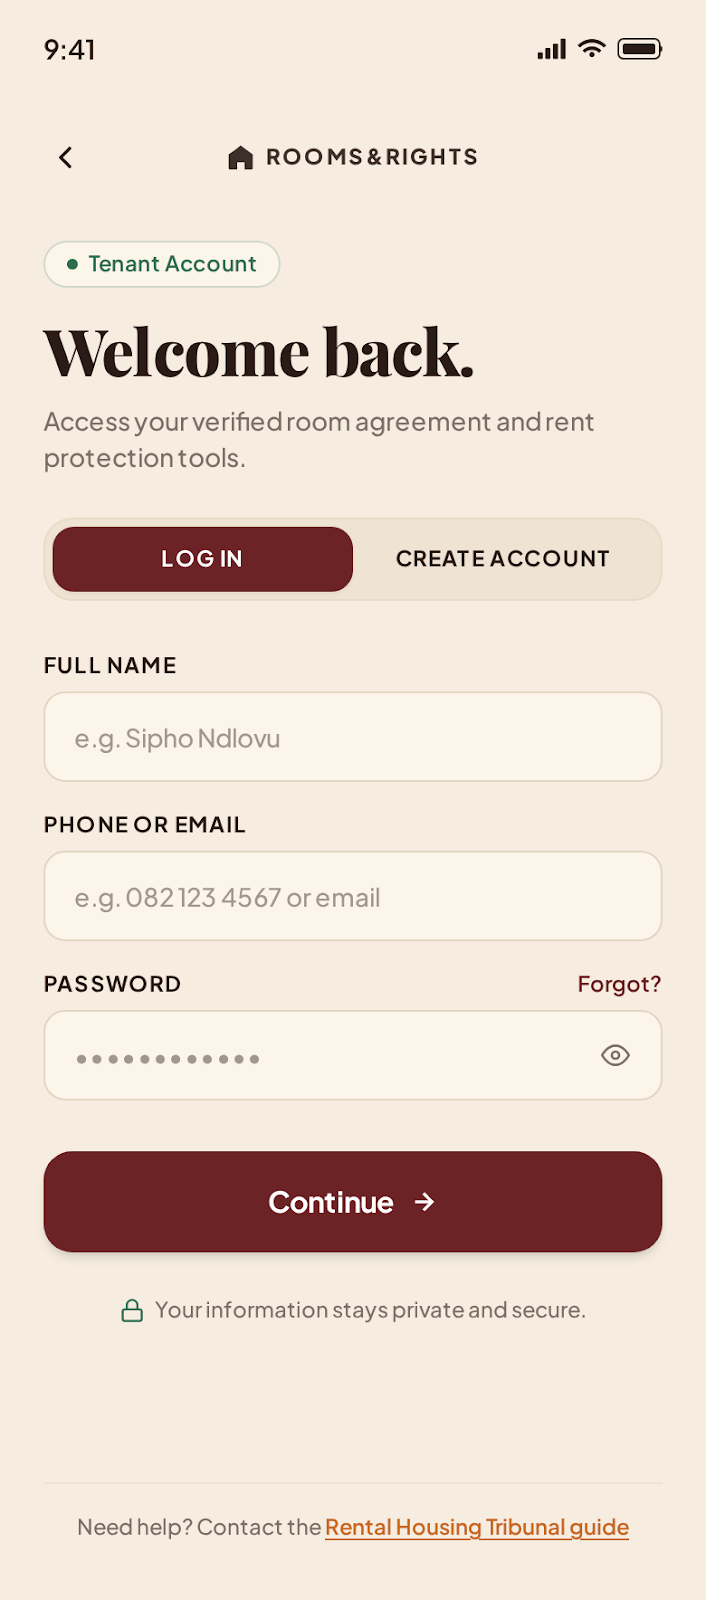 9:41
ROOMS&RIGHTS
Tenant Account
Welcome back.
Access your verified room agreement and rent
protection tools.
LOG IN
CREATE ACCOUNT
FULL NAME
e.g. Sipho Ndlovu
PHONE OR EMAIL
e.g. 082 123 4567 or email
PASSWORD
Forgot?
Continue →
Your information stays private and secure.
Need help? Contact the Rental Housing Tribunal guide